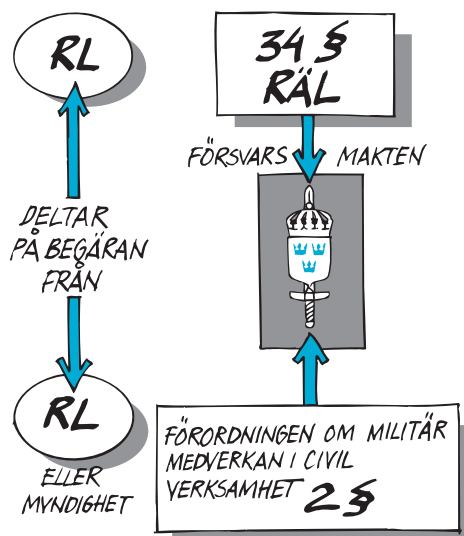 RL
DELTAR
PÅ BEGÄRAN
FRÅN
RL
ELLER
MYNDIGHET
34 §
RÄL
FÖRSVARS MAKTEN
FÖRORDNINGEN OM MILITÄR
MEDVERKAN I CIVIL
VERKSAMHET 2 §